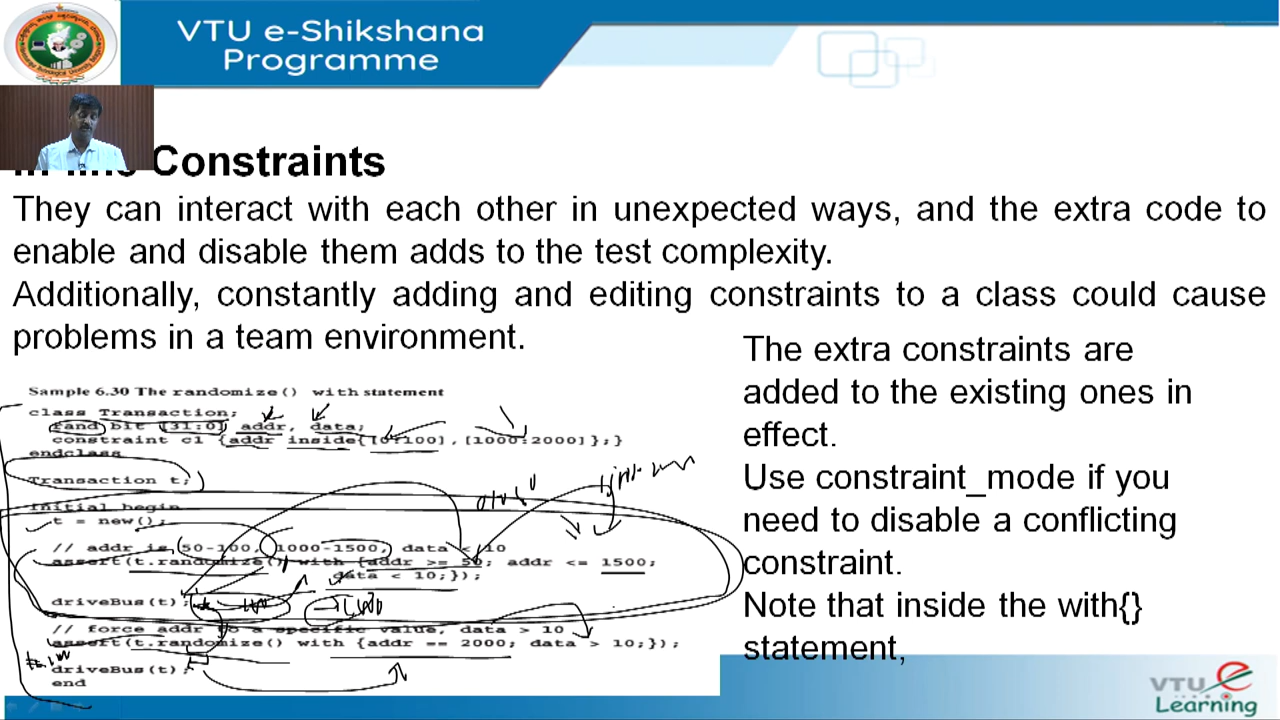 VTU e-Shikshana
Programme
Constraints
They can interact with each other in unexpected ways, and the extra code to
enable and disable them adds to the test complexity.
Additionally, constantly adding and editing constraints to a class could cause
problems in a team environment.
Sample 6.30 The randomize() with statement
class Transaction;
rand bit [31:0] addr, data;
constraint c1 {addr inside{[0:100],[1000:2000]};}
endclass
Transaction t;
initial begin
t = new();
// addr is 50-100, 1000-1500, data < 10
assert(t.randomize() with {addr >= 50; addr <= 1500;
data < 10;});
driveBus(t);
// force addr to a specific value, data > 10
assert(t.randomize() with {addr == 2000; data > 10;});
driveBus(t);
end
The extra constraints are
added to the existing ones in
effect.
Use constraint_mode if you
need to disable a conflicting
constraint.
Note that inside the with{}
statement,
VTU e
Learning